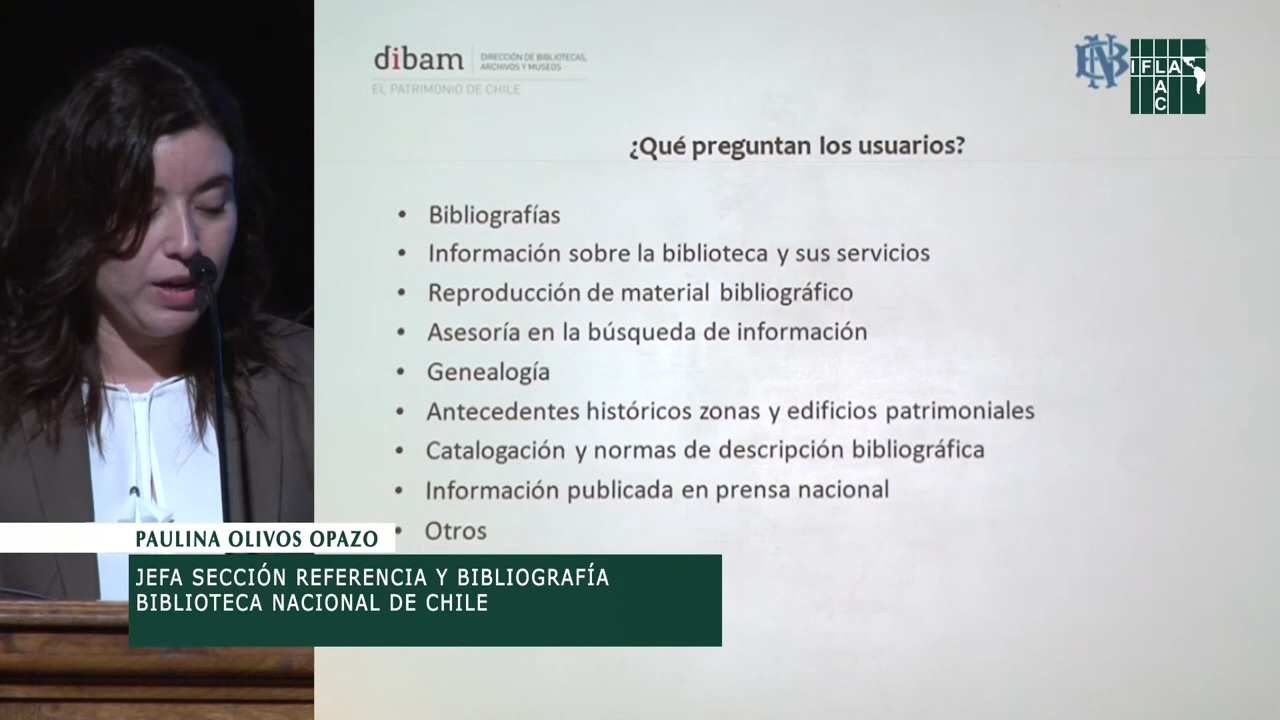 dibam
DIRECCIÓN DE BIBLIOTECAS,
ARCHIVOS Y MUSEOS
EL PATRIMONIO DE CHILE
BN
IFLA
LAC
¿Qué preguntan los usuarios?
• Bibliografías
• Información sobre la biblioteca y sus servicios
• Reproducción de material bibliográfico
• Asesoría en la búsqueda de información
• Genealogía
• Antecedentes históricos zonas y edificios patrimoniales
• Catalogación y normas de descripción bibliográfica
• Información publicada en prensa nacional
• Otros
PAULINA OLIVOS OPAZO
JEFA SECCIÓN REFERENCIA Y BIBLIOGRAFÍA
BIBLIOTECA NACIONAL DE CHILE